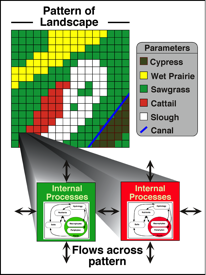 Pattern of
Landscape
Parameters
Cypress
Wet Prairie
Sawgrass
Cattail
Slough
Canal
Internal
Processes
Internal
Processes
Flows across
pattern